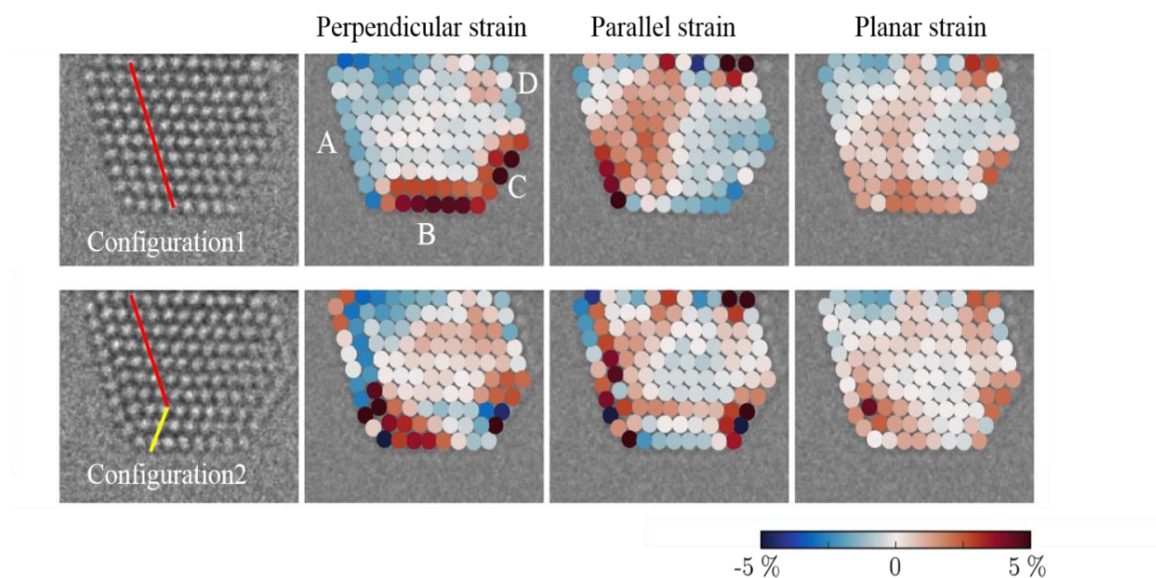 Perpendicular strain Parallel strain Planar strain
A
B
C
D
Configuration1
Configuration2
-5 % 0 5 %